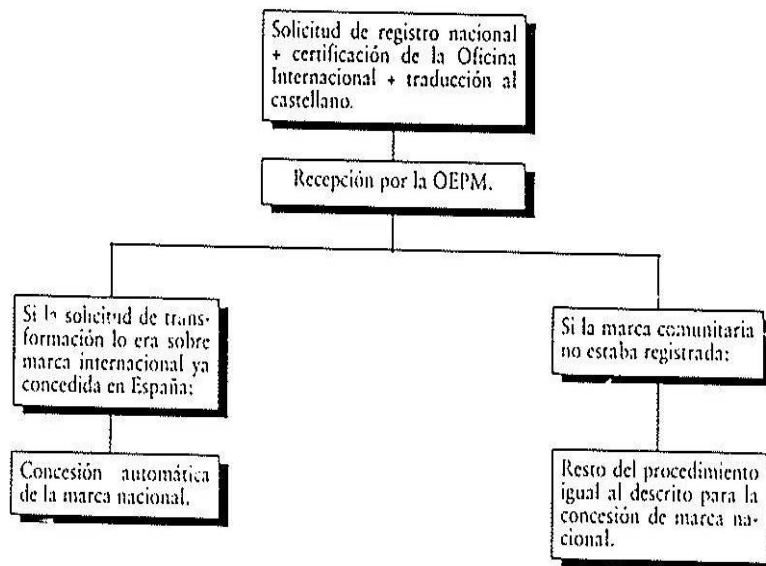 Solicitud de registro nacional
+ certificación de la Oficina
Internacional + traducción al
castellano.
Recepción por la OEPM.
Si la solicitud de trans-
formación lo era sobre
marca internacional ya
concedida en España:
Concesión automática
de la marca nacional.
Si la marca comunitaria
no estaba registrada:
Resto del procedimiento
igual al descrito para la
concesión de marca na-
cional.